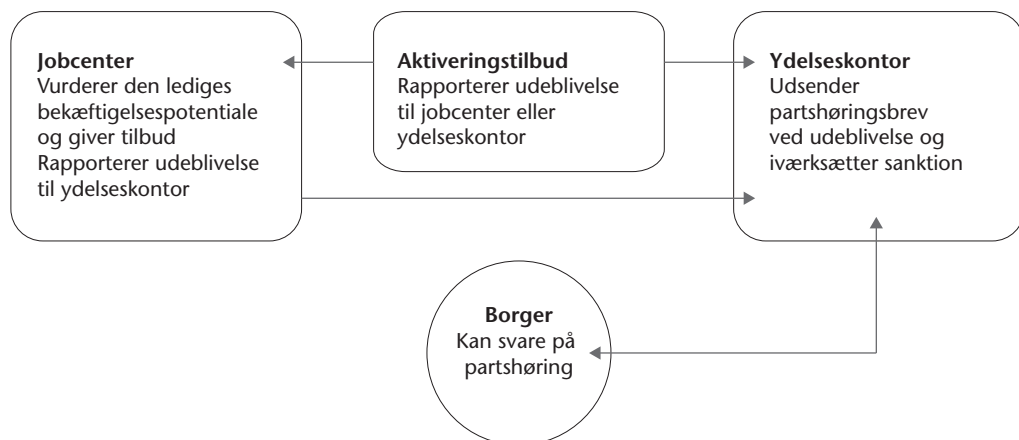 Jobcenter
Vurderer den lediges
bekæftigelsespotentiale
og giver tilbud
Rapporterer udeblivelse
til ydelseskontor
Aktiveringstilbud
Rapporterer udeblivelse
til jobcenter eller
ydelseskontor
Ydelseskontor
Udsender
partshøringsbrev
ved udeblivelse og
iværksætter sanktion
Borger
Kan svare på
partshøring